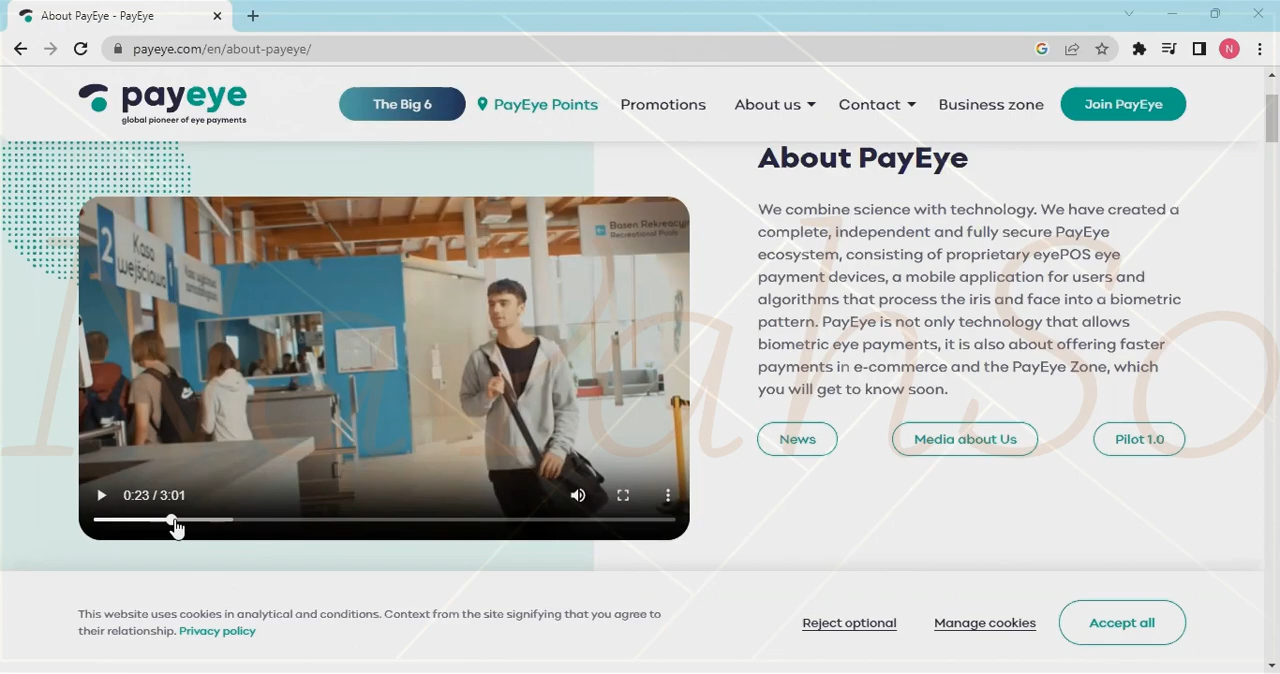 About PayEye - PayEye
payeye.com/en/about-payeye/
N
payeye
global pioneer of eye payments
The Big 6
PayEye Points
Promotions
About us
Contact
Business zone
Join PayEye
About PayEye
We combine science with technology. We have created a
complete, independent and fully secure PayEye
ecosystem, consisting of proprietary eyePOS eye
payment devices, a mobile application for users and
algorithms that process the iris and face into a biometric
pattern. PayEye is not only technology that allows
biometric eye payments, it is also about offering faster
payments in e-commerce and the PayEye Zone, which
you will get to know soon.
News
Media about Us
Pilot 1.0
2
Kasa
wejściowa
1
Basen Rekreacyjn
Recreational Pools
0:23 / 3:01
This website uses cookies in analytical and conditions. Context from the site signifying that you agree to
their relationship. Privacy policy
Reject optional
Manage cookies
Accept all